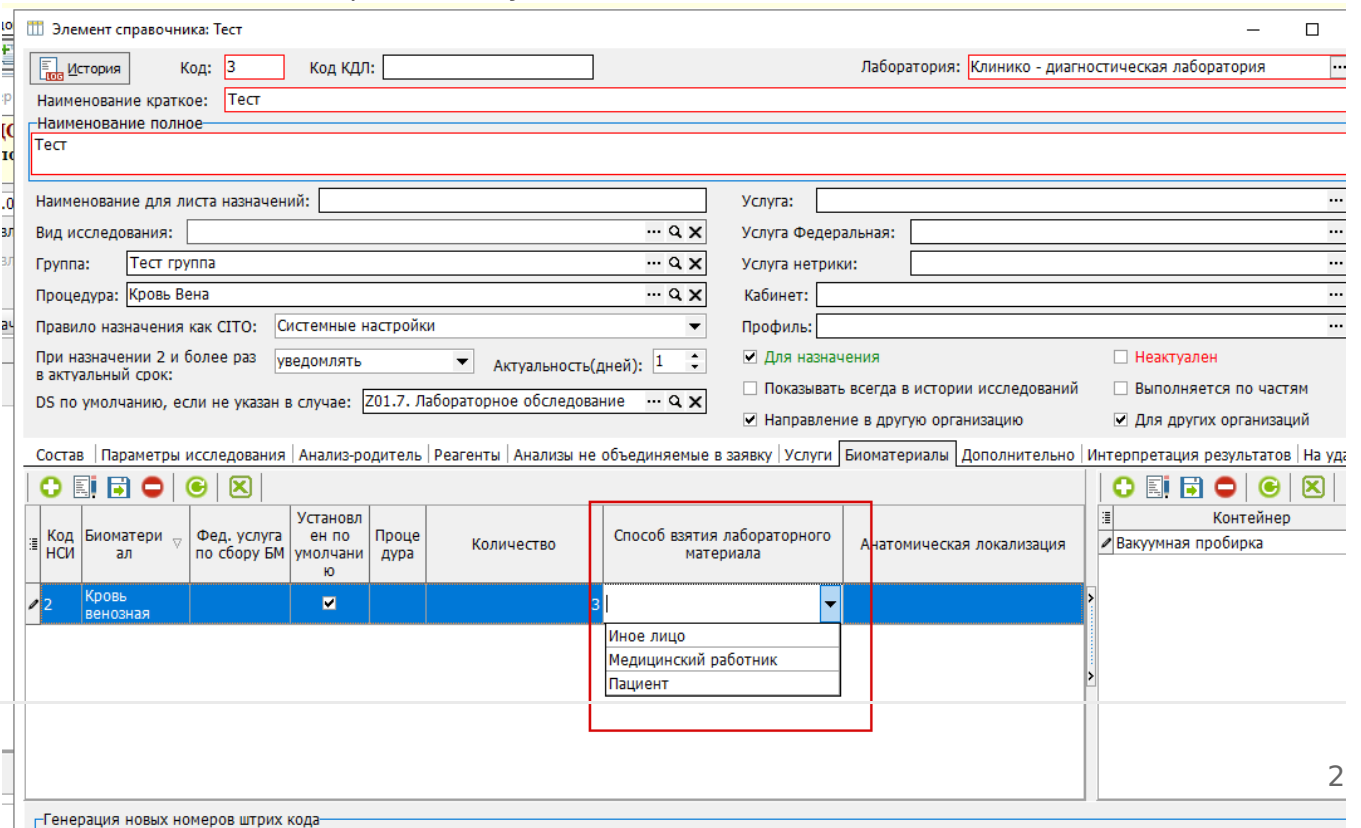 Элемент справочника: Тест
История Код: 3 Код КДЛ: Лаборатория: Клинико - диагностическая лаборатория
Наименование краткое: Тест
Наименование полное
Тест
Наименование для листа назначений: Услуга:
Вид исследования: Услуга Федеральная:
Группа: Тест группа Услуга нетрики:
Процедура: Кровь Вена Кабинет:
Правило назначения как CITO: Системные настройки Профиль:
При назначении 2 и более раз
в актуальный срок: уведомлять Актуальность(дней): 1 Для назначения Неактуален
Показывать всегда в истории исследований Выполняется по частям
DS по умолчанию, если не указан в случае: Z01.7. Лабораторное обследование
Направление в другую организацию Для других организаций
Состав Параметры исследования Анализ-родитель Реагенты Анализы не объединяемые в заявку Услуги Биоматериалы Дополнительно Интерпретация результатов На уда
Код НСИ Биоматери ал Фед. услуга по сбору БМ Установл ен по умолчани ю Проце дура Количество Способ взятия лабораторного материала Анатомическая локализация Контейнер
2 Кровь венозная 3 Вакуумная пробирка
Иное лицо
Медицинский работник
Пациент
2
Генерация новых номеров штрих кода